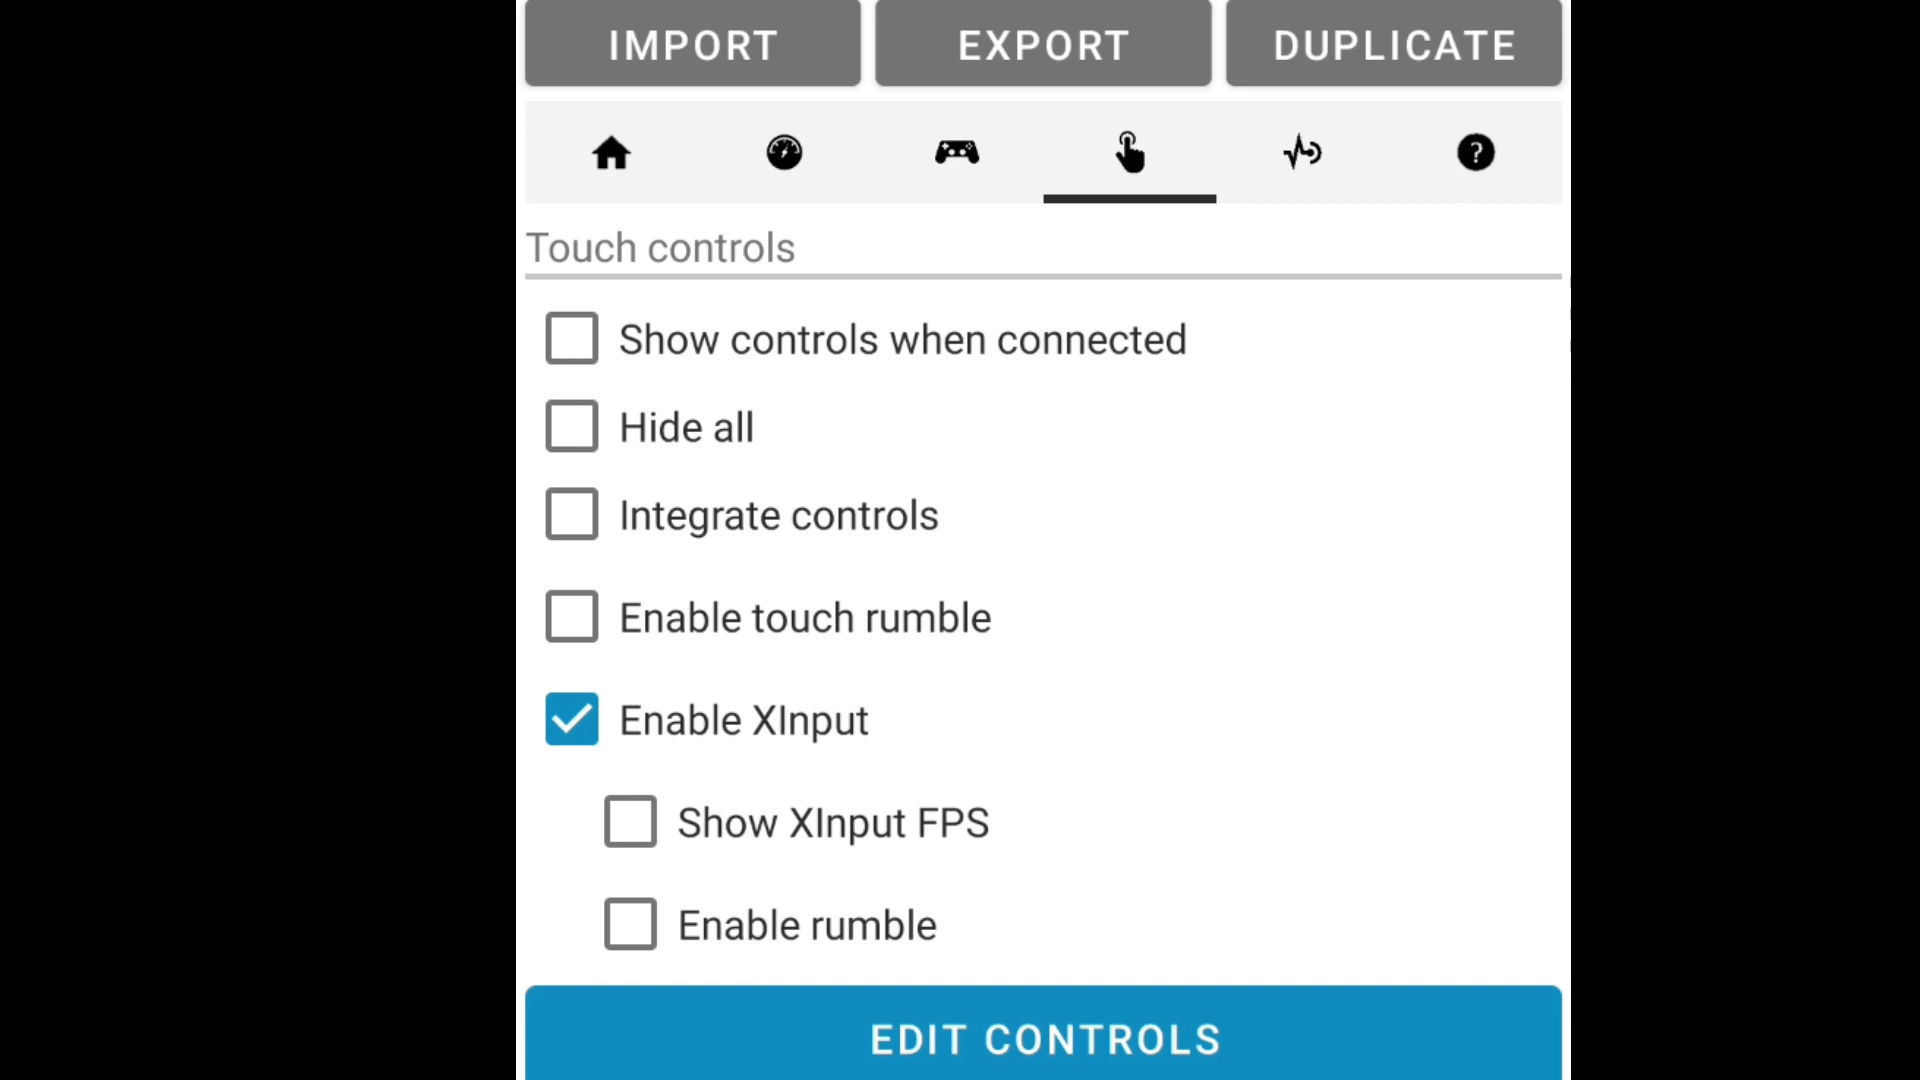 IMPORT EXPORT DUPLICATE
?
Touch controls
Show controls when connected
Hide all
Integrate controls
Enable touch rumble
Enable XInput
Show XInput FPS
Enable rumble
EDIT CONTROLS